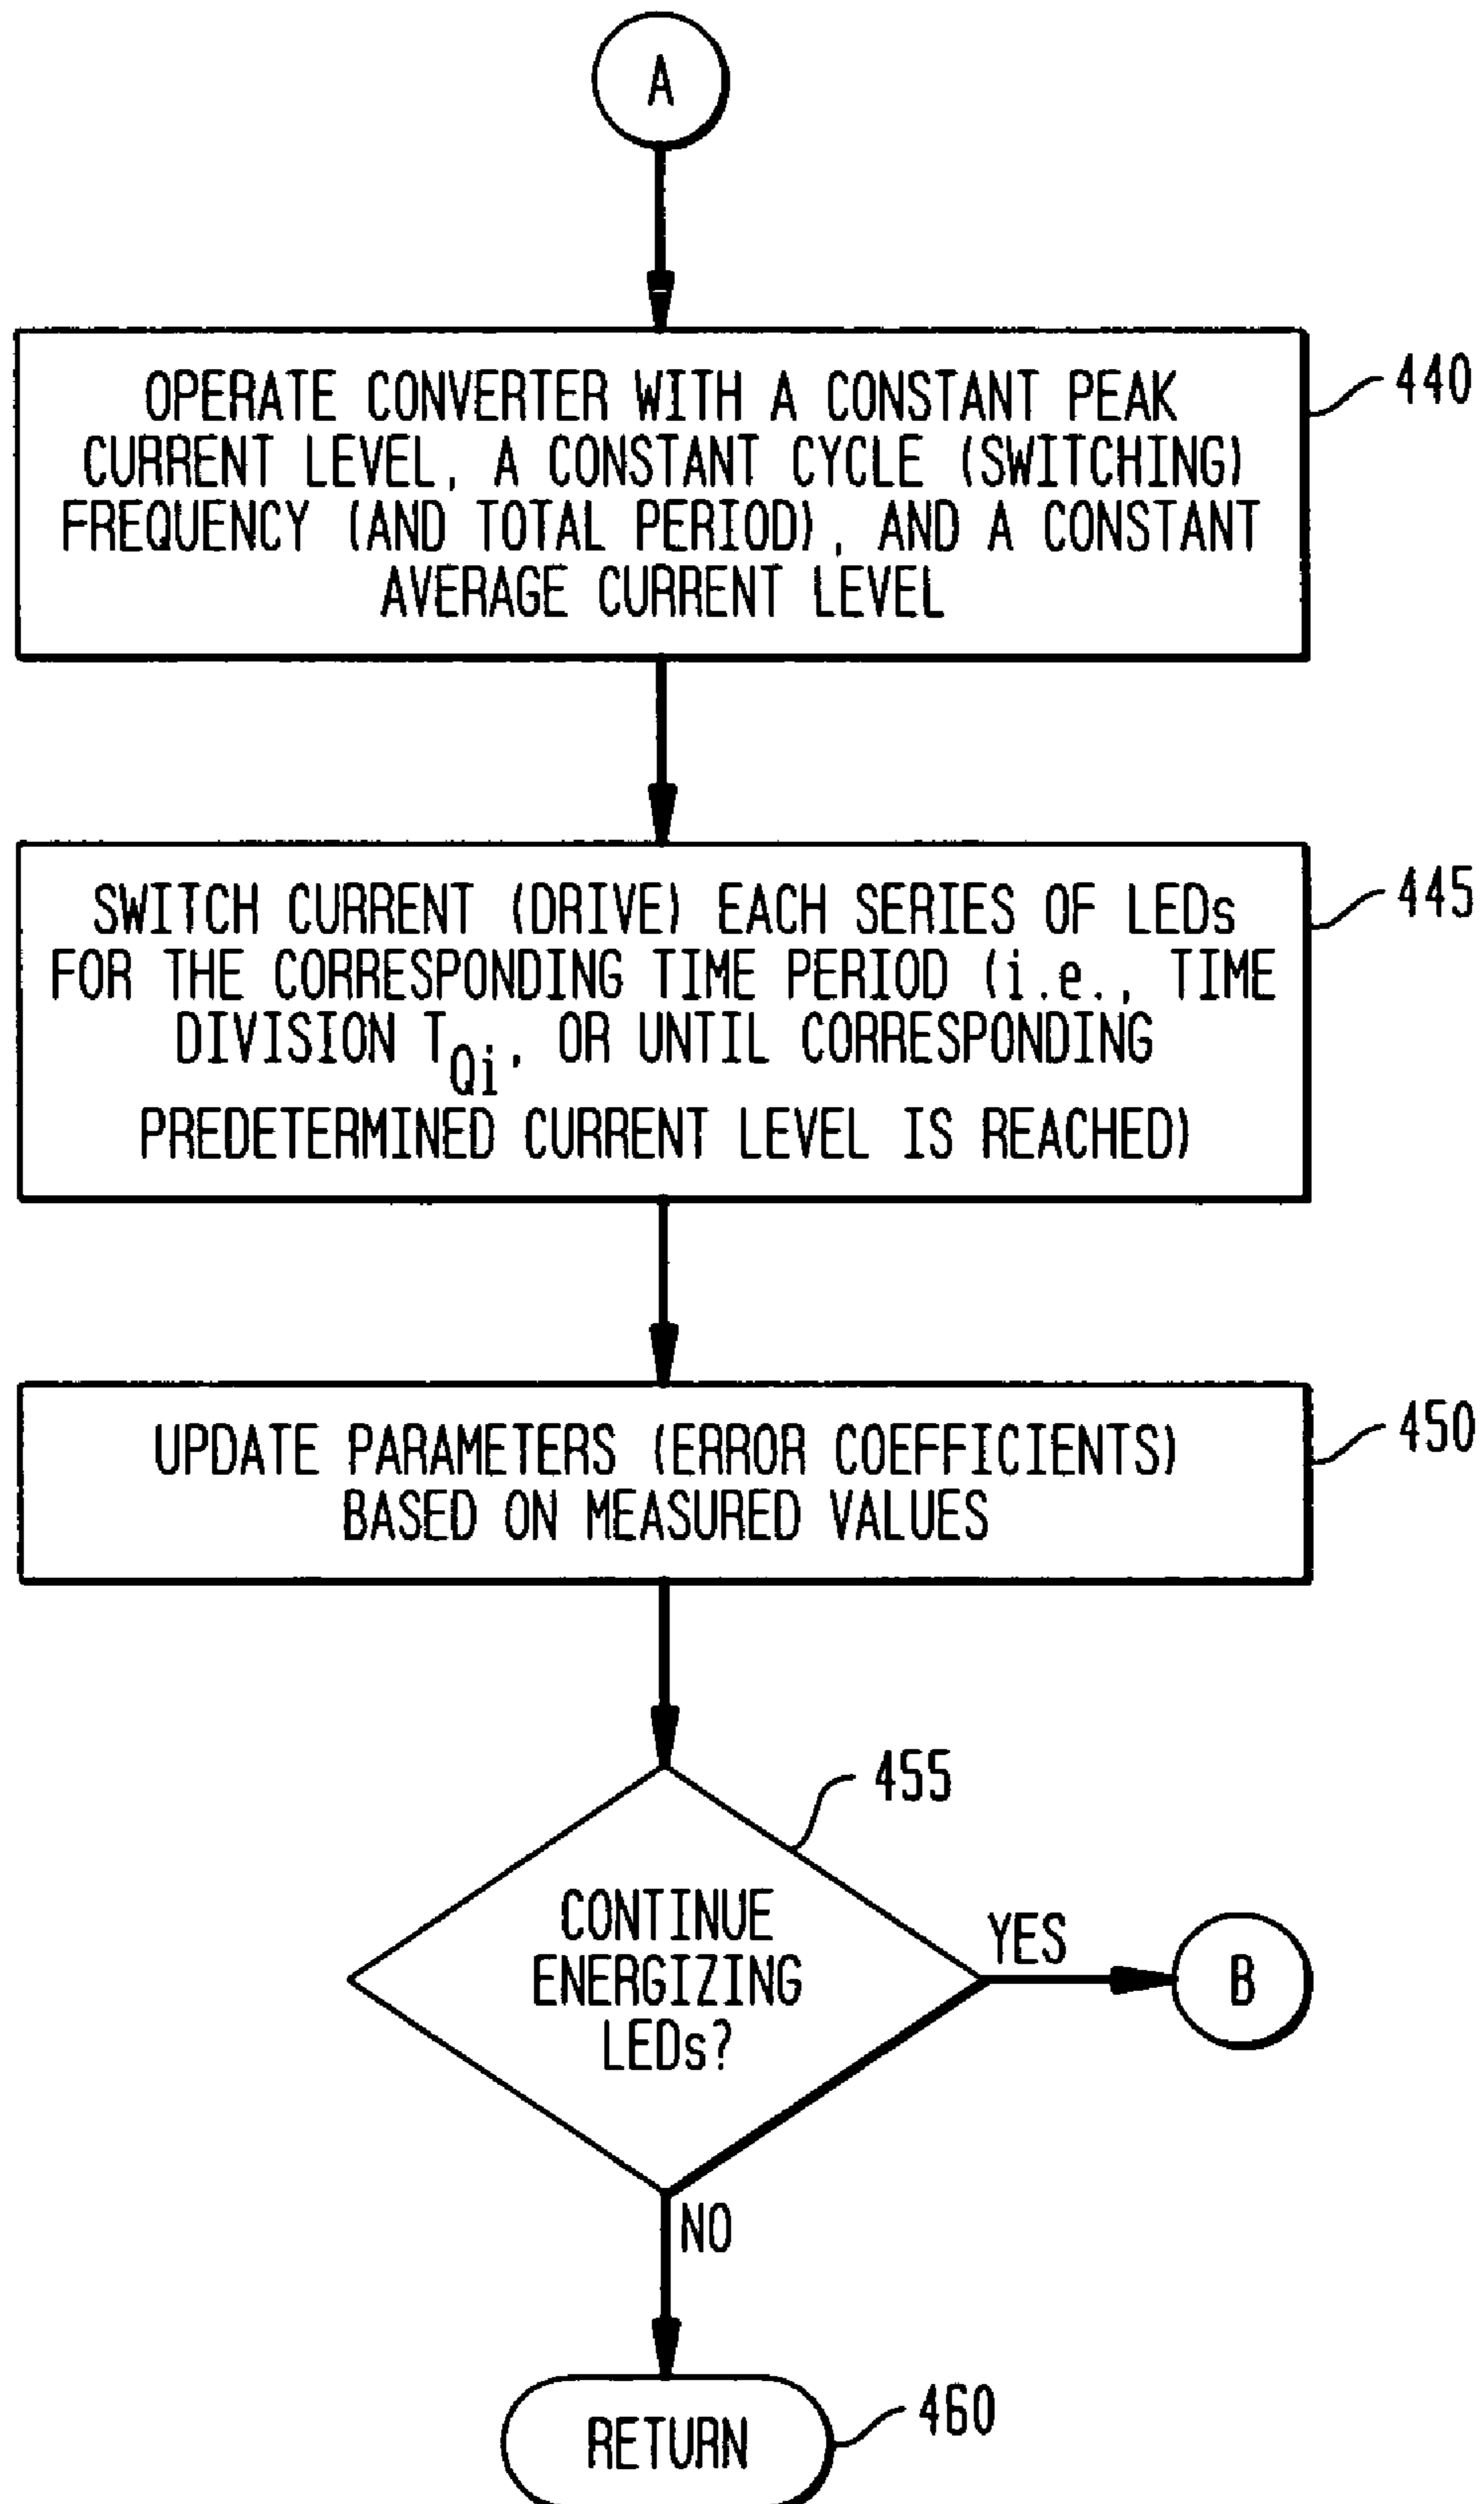 A
OPERATE CONVERTER WITH A CONSTANT PEAK
CURRENT LEVEL, A CONSTANT CYCLE (SWITCHING)
FREQUENCY (AND TOTAL PERIOD), AND A CONSTANT
AVERAGE CURRENT LEVEL
440
SWITCH CURRENT (DRIVE) EACH SERIES OF LEDs
FOR THE CORRESPONDING TIME PERIOD (i.e., TIME
DIVISION TQi, OR UNTIL CORRESPONDING
PREDETERMINED CURRENT LEVEL IS REACHED)
445
UPDATE PARAMETERS (ERROR COEFFICIENTS)
BASED ON MEASURED VALUES
450
455
CONTINUE
ENERGIZING
LEDs?
YES
B
NO
RETURN
460